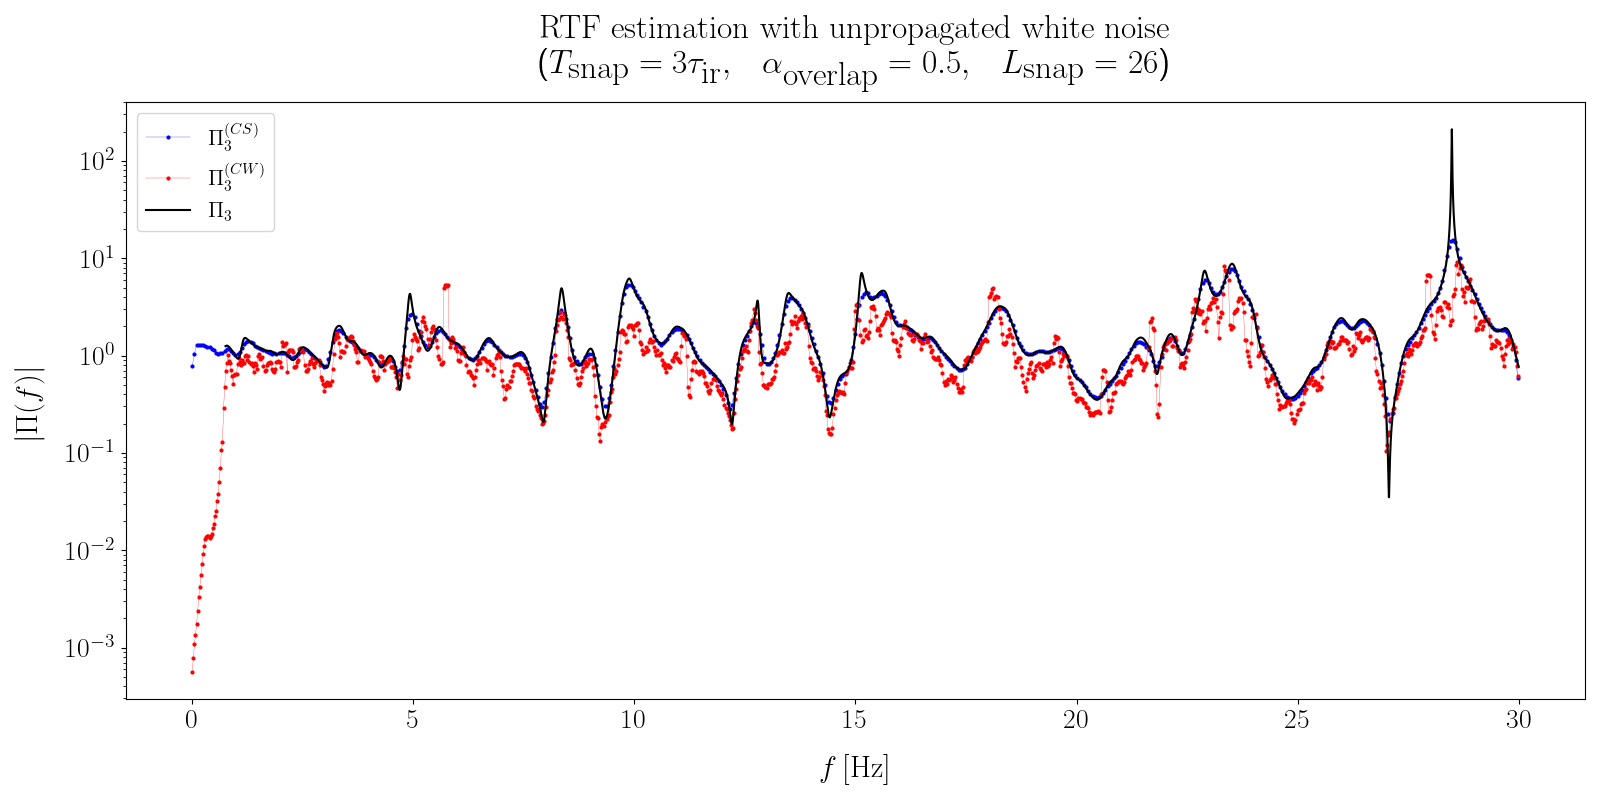 RTF estimation with unpropagated white noise
(T_snap = 3τ_ir, α_overlap = 0.5, L_snap = 26)
Π_3^(CS)
Π_3^(CW)
Π_3
10^2
10^1
10^0
10^−1
10^−2
10^−3
|Π(f)|
0 5 10 15 20 25 30
f [Hz]